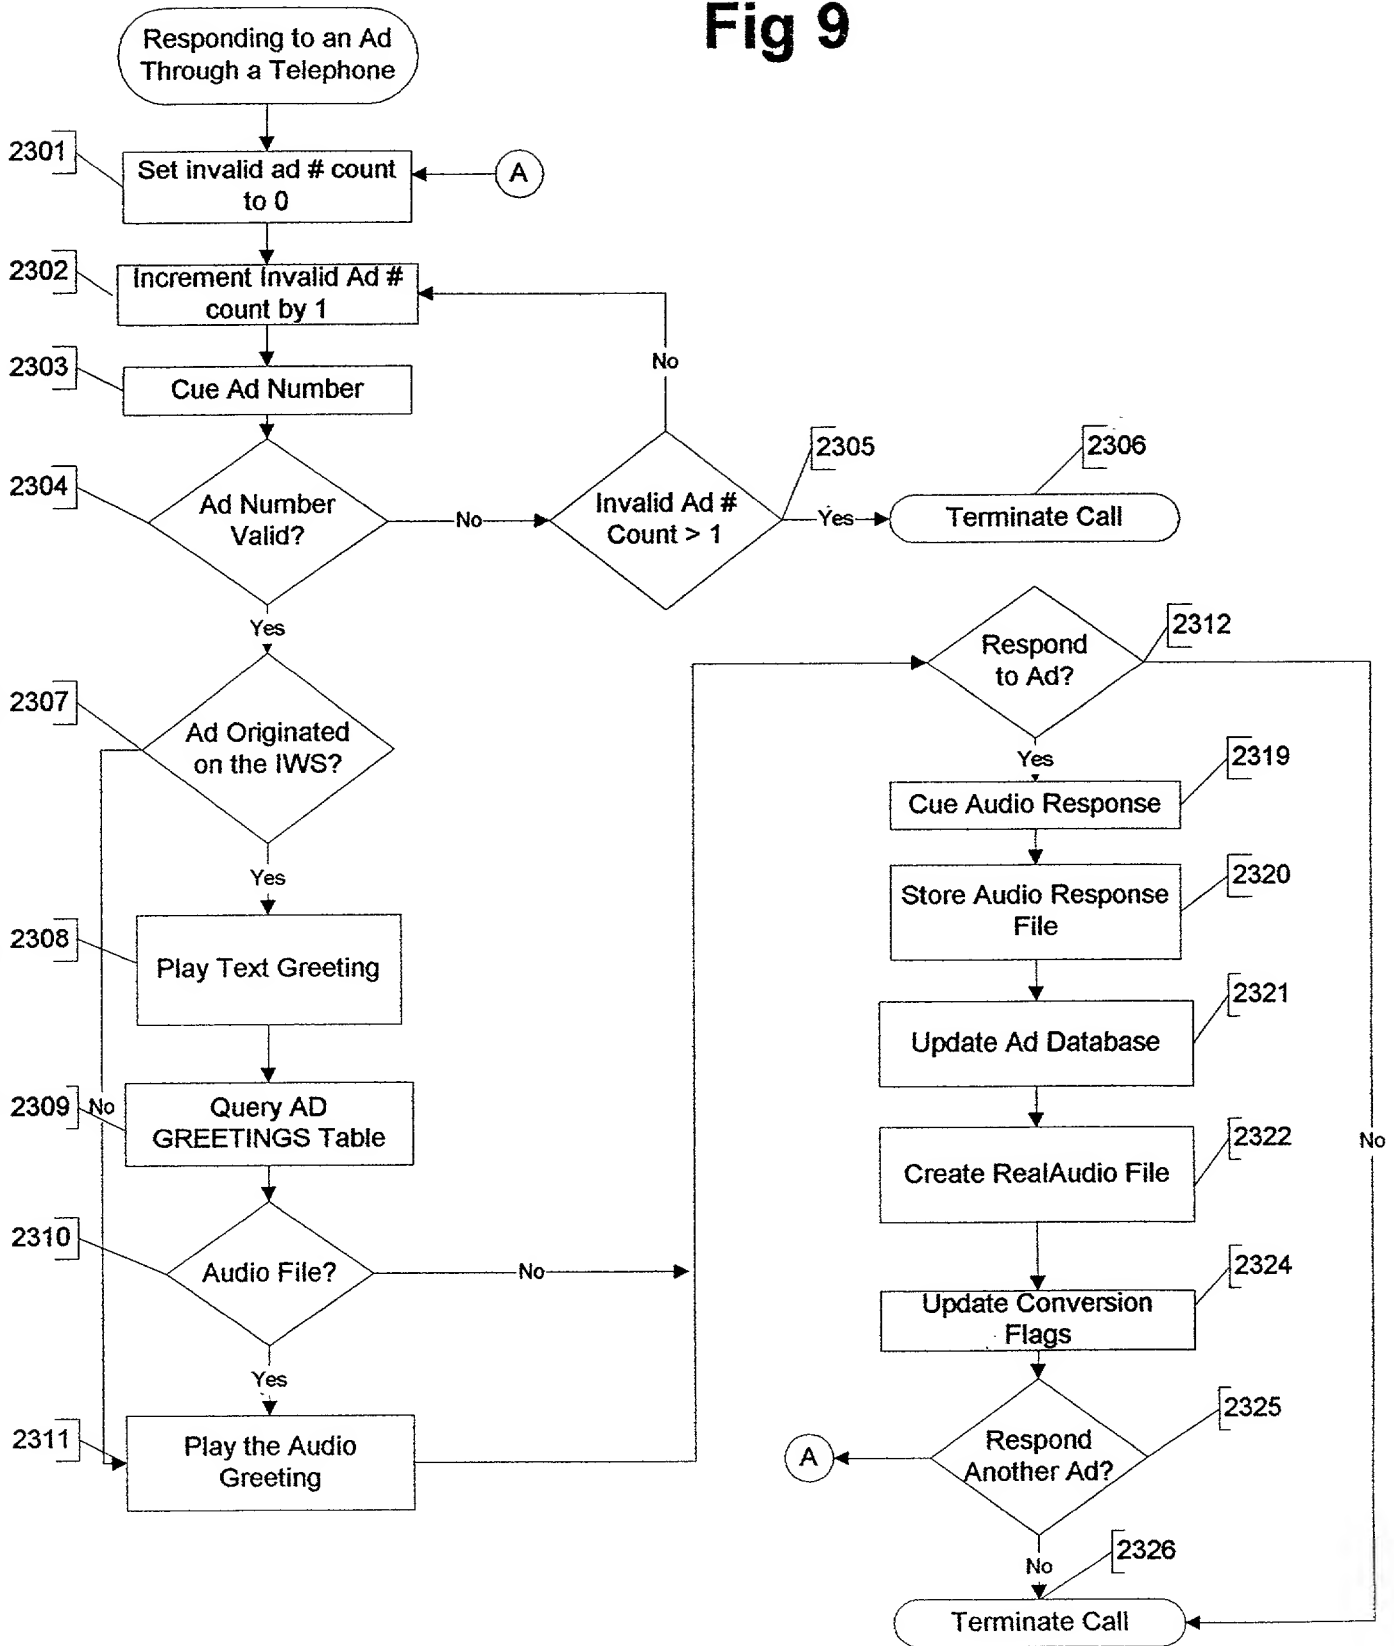 Fig 9
Responding to an Ad
Through a Telephone
2301
Set invalid ad # count
to 0
A
2302
Increment Invalid Ad #
count by 1
No
2303
Cue Ad Number
2304
Ad Number
Valid?
No
Invalid Ad #
Count > 1
2305
Yes
2306
Terminate Call
Yes
2307
Ad Originated
on the IWS?
Yes
2308
Play Text Greeting
2309
No
Query AD
GREETINGS Table
2310
Audio File?
No
Yes
2311
Play the Audio
Greeting
Respond
to Ad?
2312
Yes
2319
Cue Audio Response
2320
Store Audio Response
File
2321
Update Ad Database
2322
Create RealAudio File
No
2324
Update Conversion
Flags
2325
Respond
Another Ad?
A
No
2326
Terminate Call